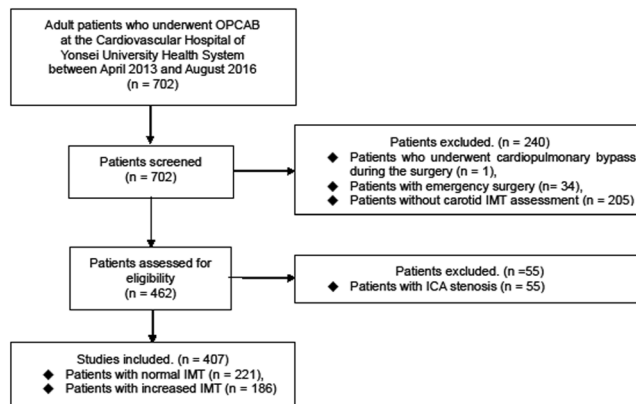 Adult patients who underwent OPCAB
at the Cardiovascular Hospital of
Yonsei University Health System
between April 2013 and August 2016
(n = 702)
Patients screened
(n = 702)
Patients excluded. (n = 240)
◆ Patients who underwent cardiopulmonary bypass
during the surgery (n = 1),
◆ Patients with emergency surgery (n= 34),
◆ Patients without carotid IMT assessment (n = 205)
Patients assessed for
eligibility
(n = 462)
Patients excluded. (n =55)
◆ Patients with ICA stenosis (n = 55)
Studies included. (n = 407)
◆ Patients with normal IMT (n = 221),
◆ Patients with increased IMT (n = 186)